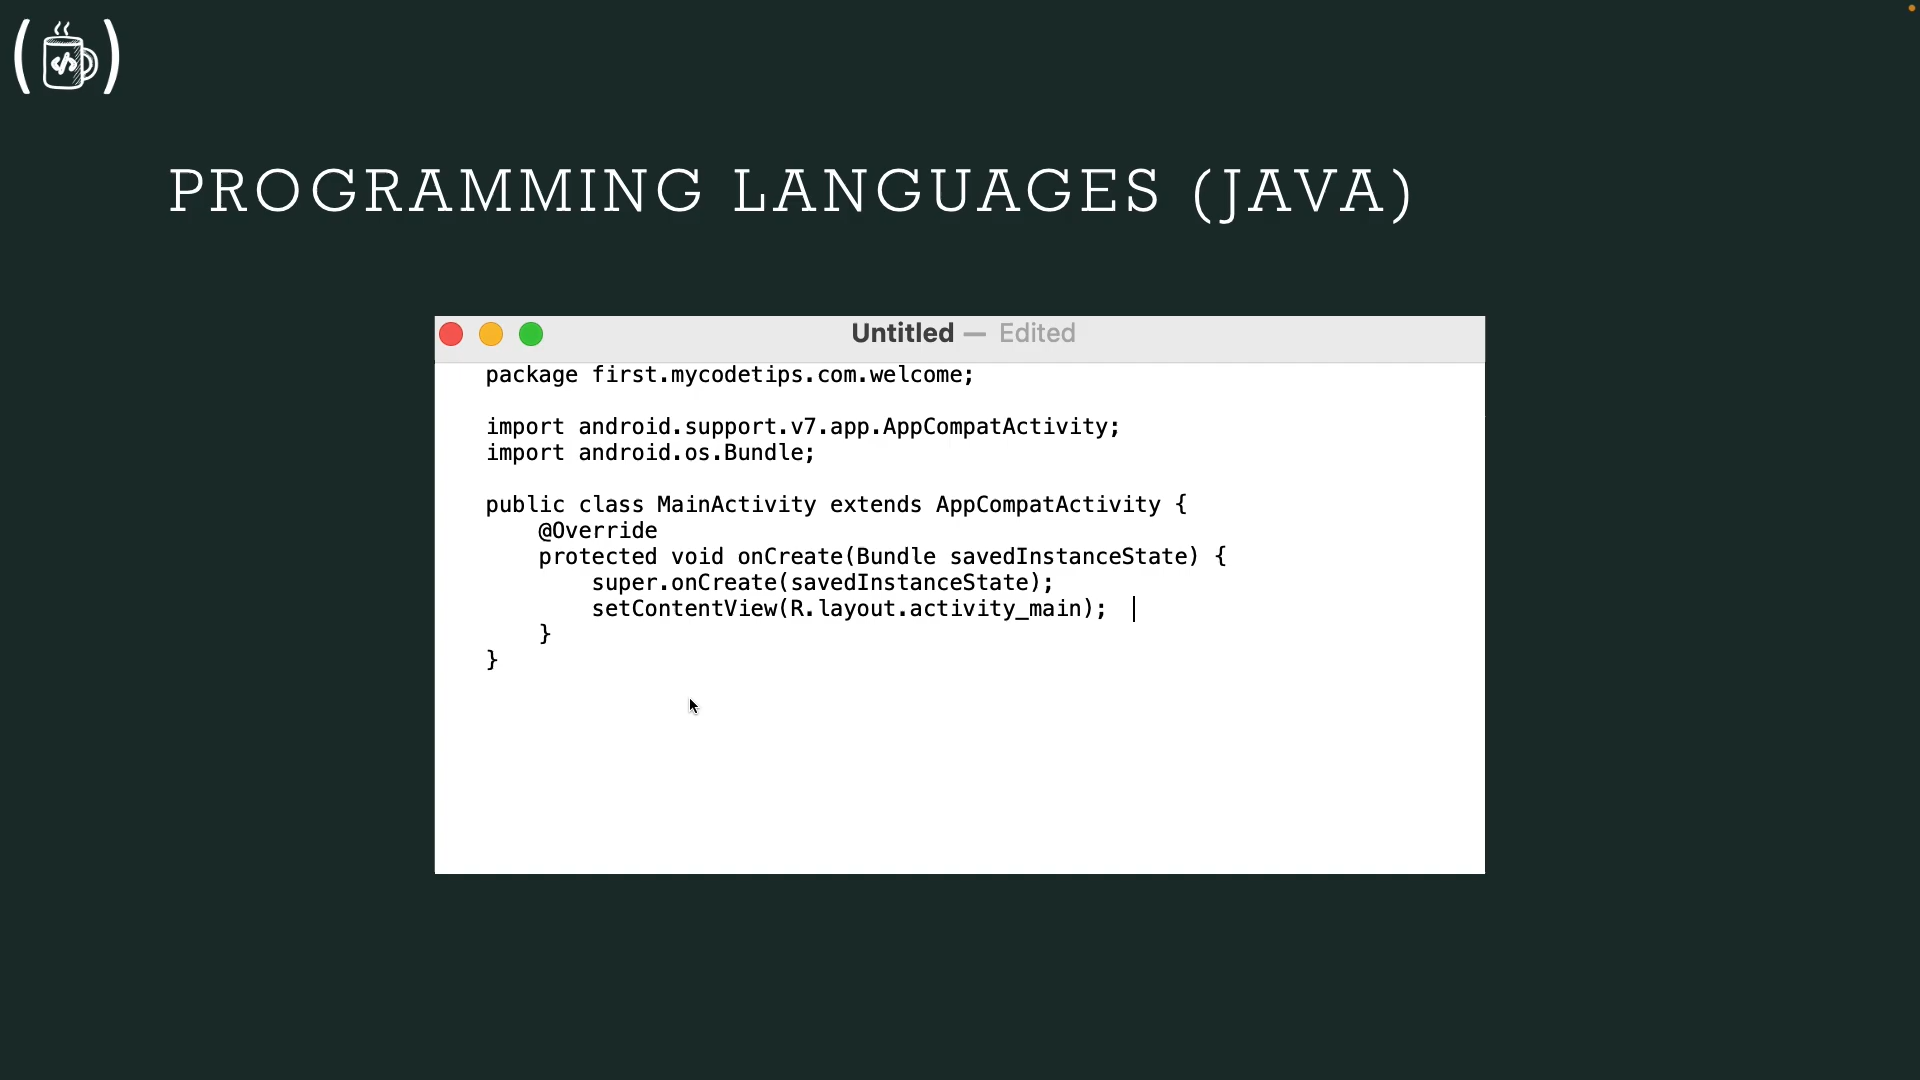 PROGRAMMING LANGUAGES (JAVA)
Untitled — Edited
package first.mycodetips.com.welcome;
import android.support.v7.app.AppCompatActivity;
import android.os.Bundle;
public class MainActivity extends AppCompatActivity {
@Override
protected void onCreate(Bundle savedInstanceState) {
super.onCreate(savedInstanceState);
setContentView(R.layout.activity_main);
}
}